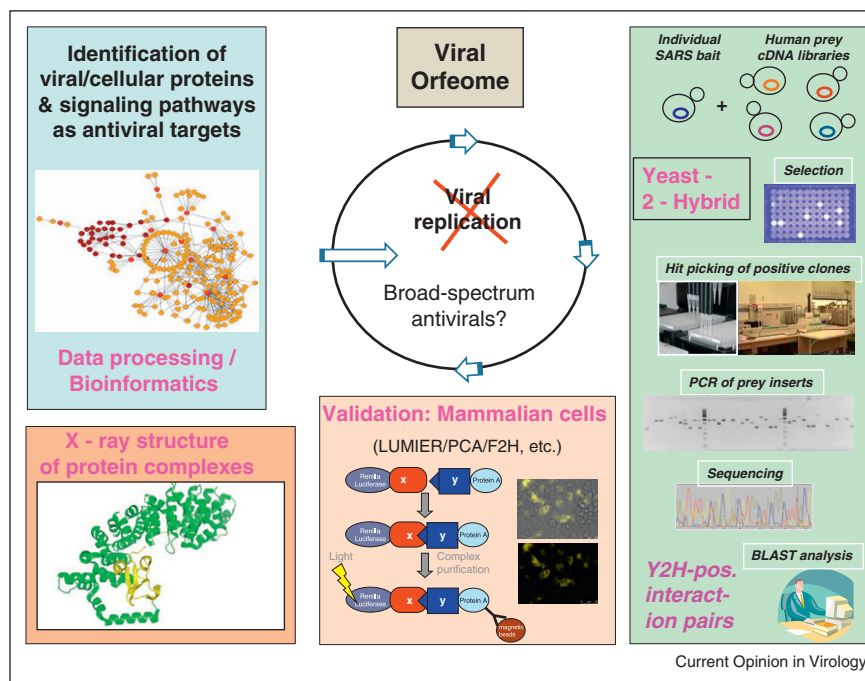 Identification of
viral/cellular proteins
& signaling pathways
as antiviral targets
Data processing /
Bioinformatics
X - ray structure
of protein complexes
Viral
Orfeome
Viral
replication
Broad-spectrum
antivirals?
Validation: Mammalian cells
(LUMIER/PCA/F2H, etc.)
Renilla
Luciferase
x
y
Protein A
Renilla
Luciferase
x
y
Protein A
Light
Complex
purification
Renilla
Luciferase
x
y
Protein A
magnetic
beads
Individual
SARS bait
Human prey
cDNA libraries
+
Yeast -
2 - Hybrid
Selection
Hit picking of positive clones
PCR of prey inserts
Sequencing
BLAST analysis
Y2H-pos.
interact-
ion pairs
Current Opinion in Virology